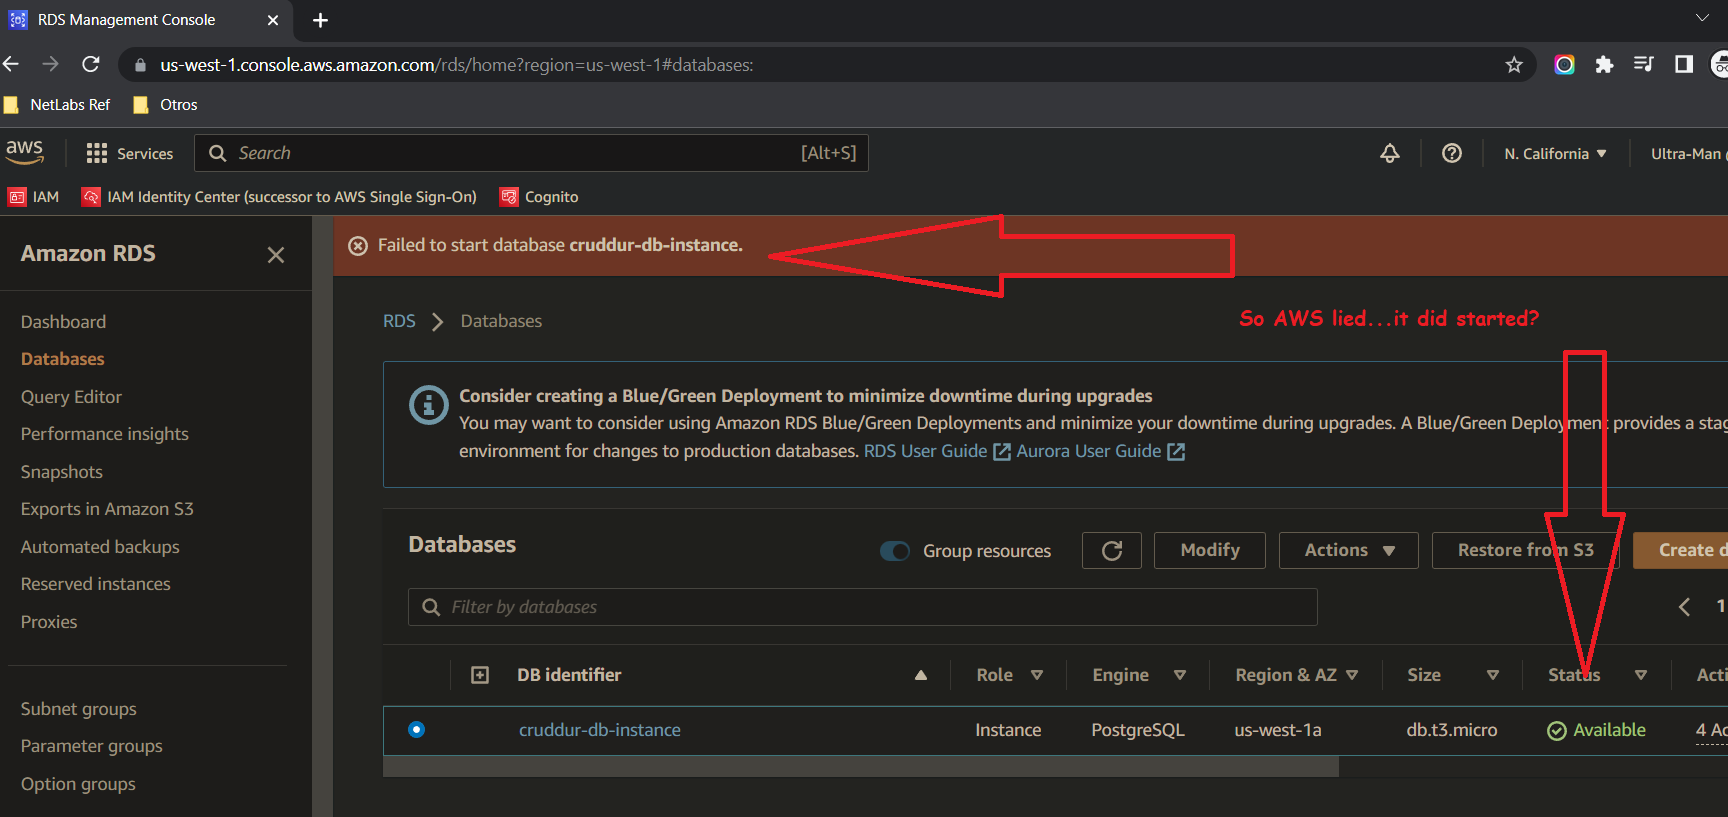 RDS Management Console
us-west-1.console.aws.amazon.com/rds/home?region=us-west-1#databases:
NetLabs Ref Otros
aws Services Search [Alt+S] N. California Ultra-Man
IAM IAM Identity Center (successor to AWS Single Sign-On) Cognito
Amazon RDS
Dashboard
Databases
Query Editor
Performance insights
Snapshots
Exports in Amazon S3
Automated backups
Reserved instances
Proxies
Subnet groups
Parameter groups
Option groups
Failed to start database cruddur-db-instance.
RDS Databases
So AWS lied...it did started?
Consider creating a Blue/Green Deployment to minimize downtime during upgrades
You may want to consider using Amazon RDS Blue/Green Deployments and minimize your downtime during upgrades. A Blue/Green Deployment provides a stag
environment for changes to production databases. RDS User Guide Aurora User Guide
Databases Group resources Modify Actions Restore from S3 Create d
Filter by databases 1
DB identifier Role Engine Region & AZ Size Status Acti
cruddur-db-instance Instance PostgreSQL us-west-1a db.t3.micro Available 4 Ac